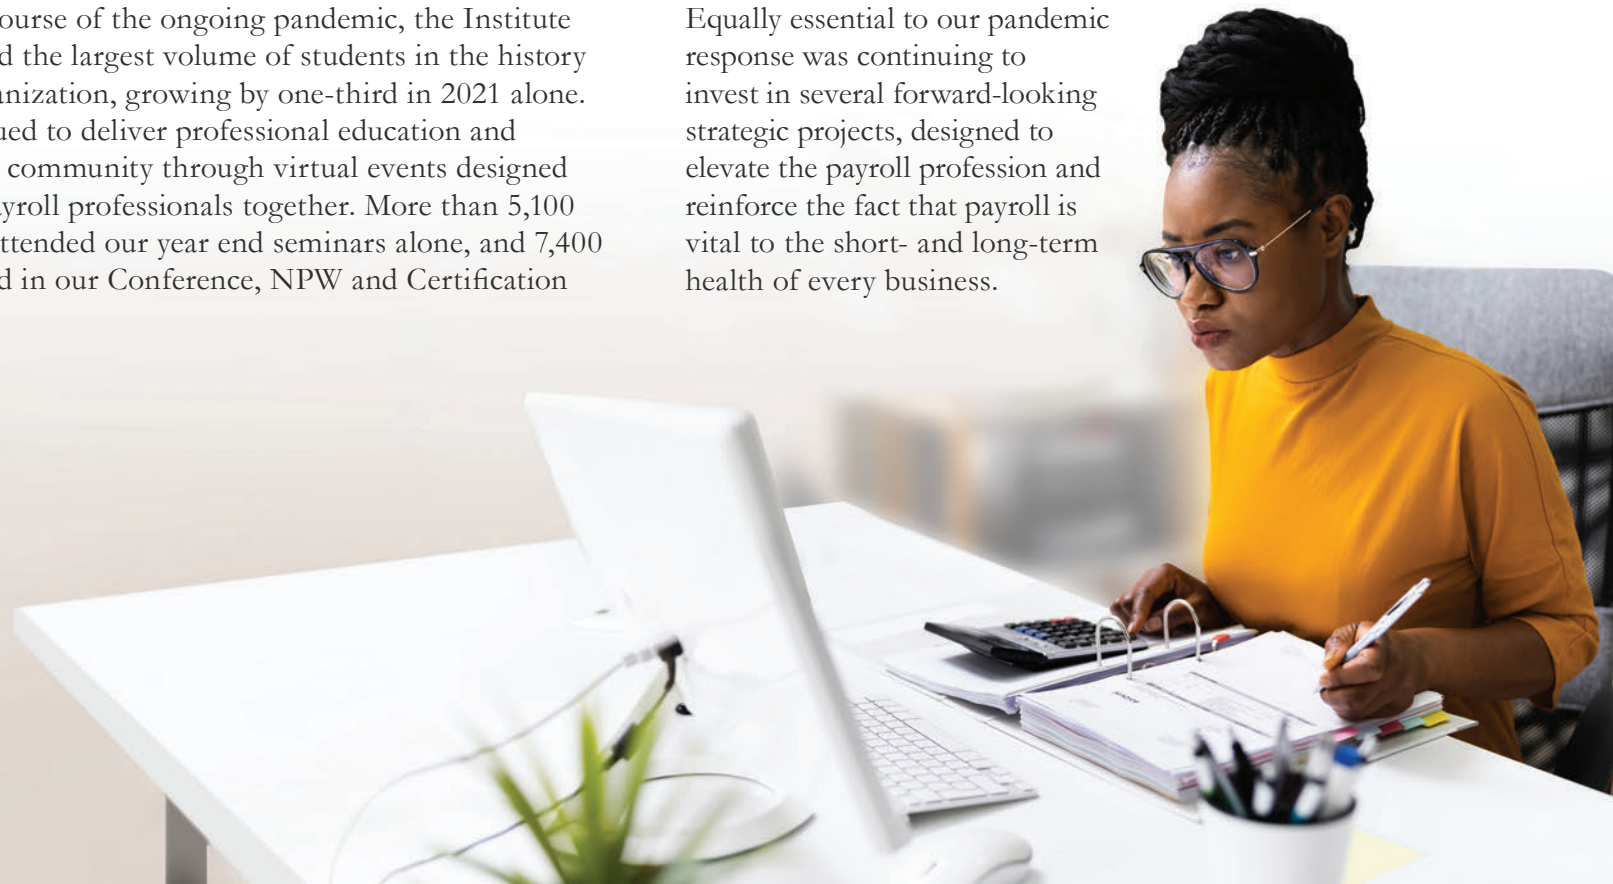 ourse of the ongoing pandemic, the Institute
d the largest volume of students in the history
anization, growing by one-third in 2021 alone.
ued to deliver professional education and
community through virtual events designed
ayroll professionals together. More than 5,100
ttended our year end seminars alone, and 7,400
d in our Conference, NPW and Certification
Equally essential to our pandemic
response was continuing to
invest in several forward-looking
strategic projects, designed to
elevate the payroll profession and
reinforce the fact that payroll is
vital to the short- and long-term
health of every business.